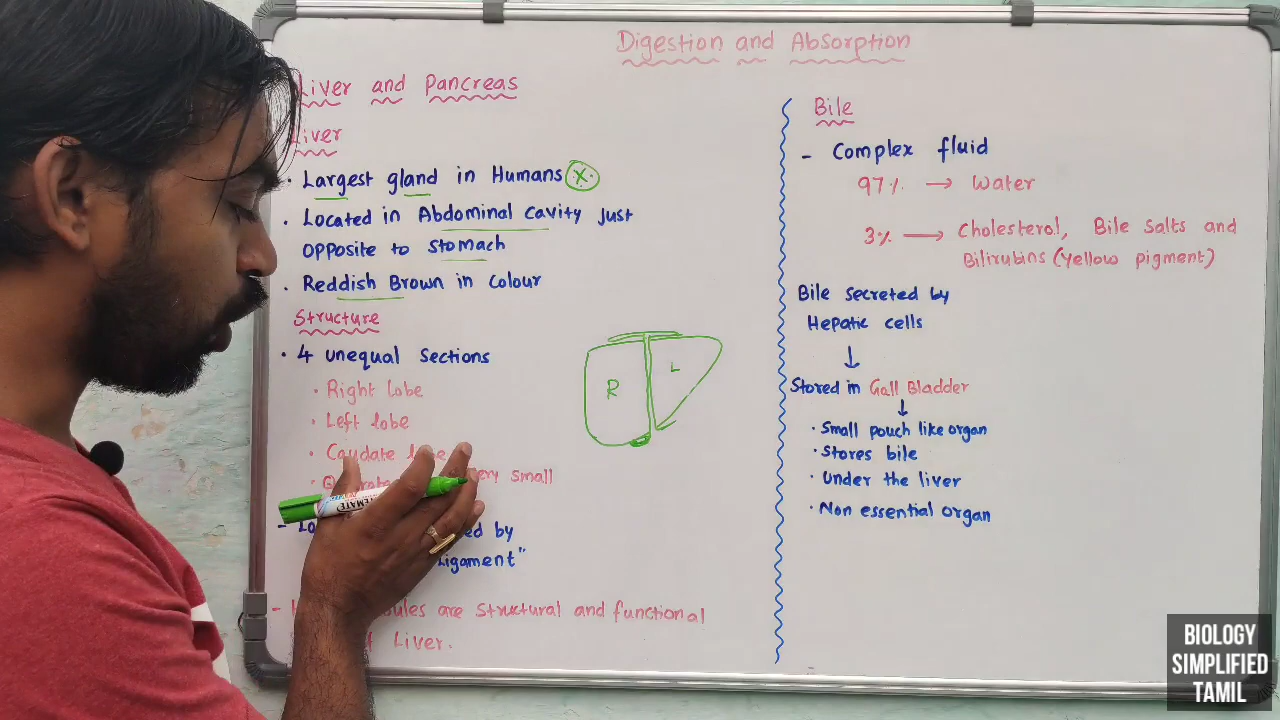 Digestion and Absorption
Liver and Pancreas
Liver
· Largest gland in Humans X
· Located in Abdominal cavity just
opposite to stomach
· Reddish Brown in Colour
Structure
· 4 unequal sections
· Right lobe
· Left lobe
· Caudate
very small
-
by
Ligament"
- are structural and functional
Liver.
R
L
Bile
- Complex fluid
97% → Water
3% → Cholesterol, Bile Salts and
Bilirubins (yellow pigment)
Bile secreted by
Hepatic cells
↓
Stored in Gall Bladder
↓
· Small pouch like organ
· Stores bile
· Under the liver
· Non essential organ
BIOLOGY
SIMPLIFIED
TAMIL